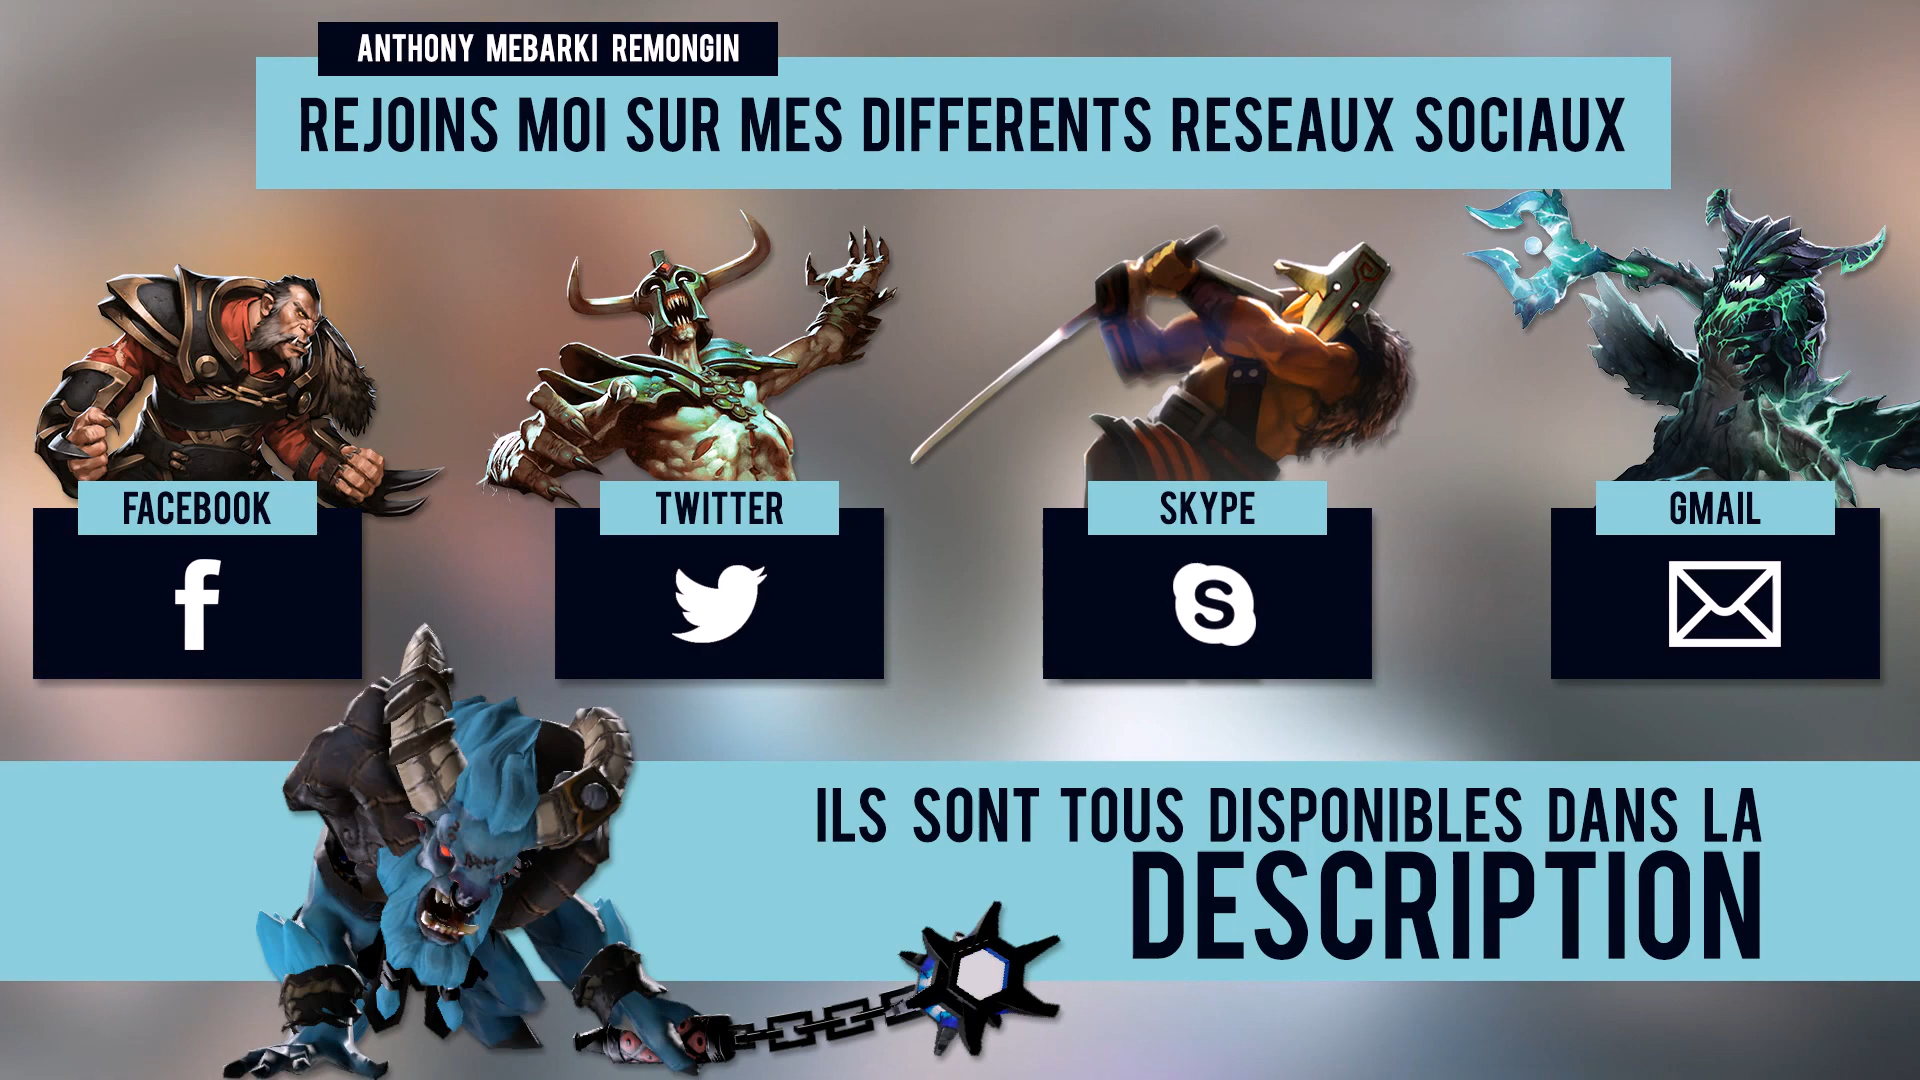 ANTHONY MEBARKI REMONGIN
REJOINS MOI SUR MES DIFFERENTS RESEAUX SOCIAUX
FACEBOOK
TWITTER
SKYPE
GMAIL
ILS SONT TOUS DISPONIBLES DANS LA
DESCRIPTION